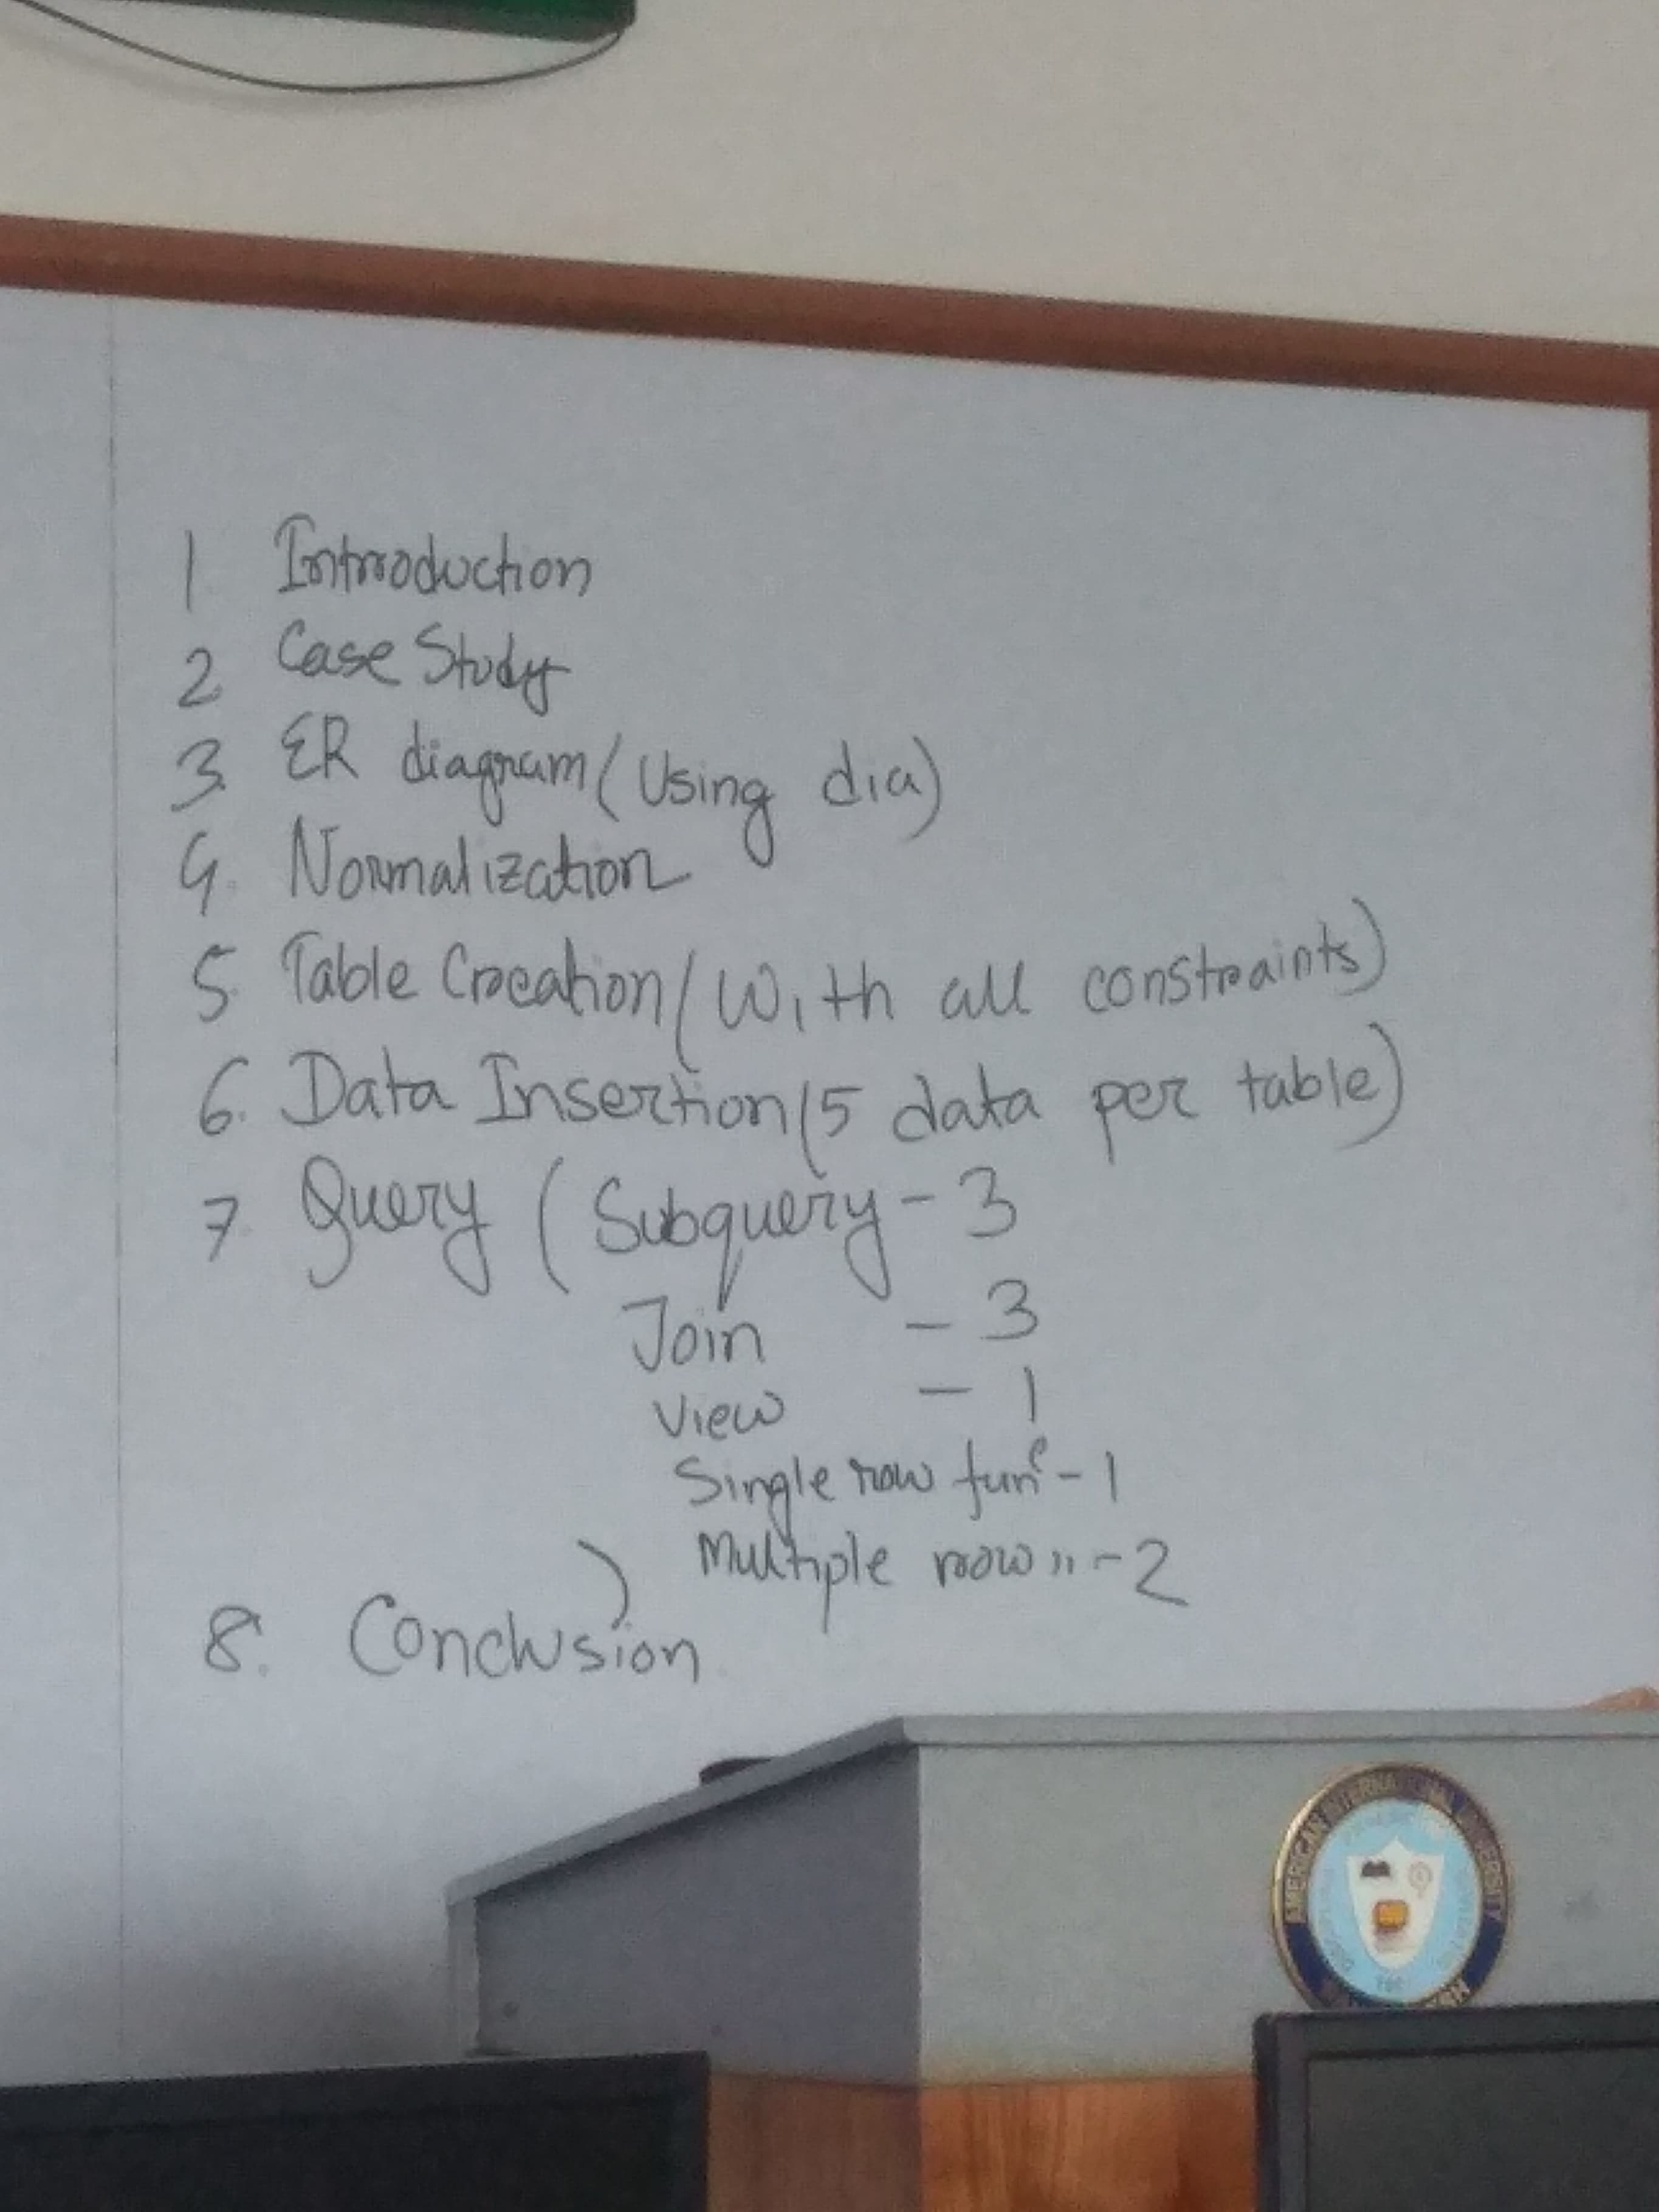 1. Introduction
2. Case Study
3. ER diagram (Using dia)
4. Normalization
5. Table Creation (With all constraints)
6. Data Insertion (5 data per table)
7. Query (Subquery - 3
Join - 3
View - 1
Single row funⁿ - 1
Multiple row " - 2
)
8. Conclusion
AMERICAN INTERNATIONAL UNIVERSITY